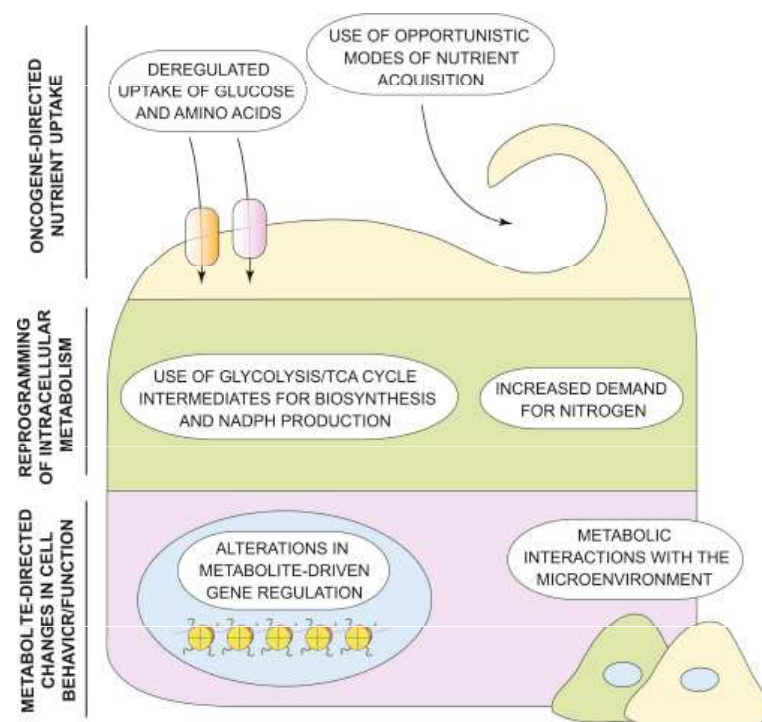 ONCOGENE-DIRECTED
NUTRIENT UPTAKE
DEREGULATED
UPTAKE OF GLUCOSE
AND AMINO ACIDS
USE OF OPPORTUNISTIC
MODES OF NUTRIENT
ACQUISITION
REPROGRAMMING
OF INTRACELLULAR
METABOLISM
USE OF GLYCOLYSIS/TCA CYCLE
INTERMEDIATES FOR BIOSYNTHESIS
AND NADPH PRODUCTION
INCREASED DEMAND
FOR NITROGEN
METABOLITE-DIRECTED
CHANGES IN CELL
BEHAVICR/FUNCTION
ALTERATIONS IN
METABOLITE-DRIVEN
GENE REGULATION
METABOLIC
INTERACTIONS WITH THE
MICROENVIRONMENT